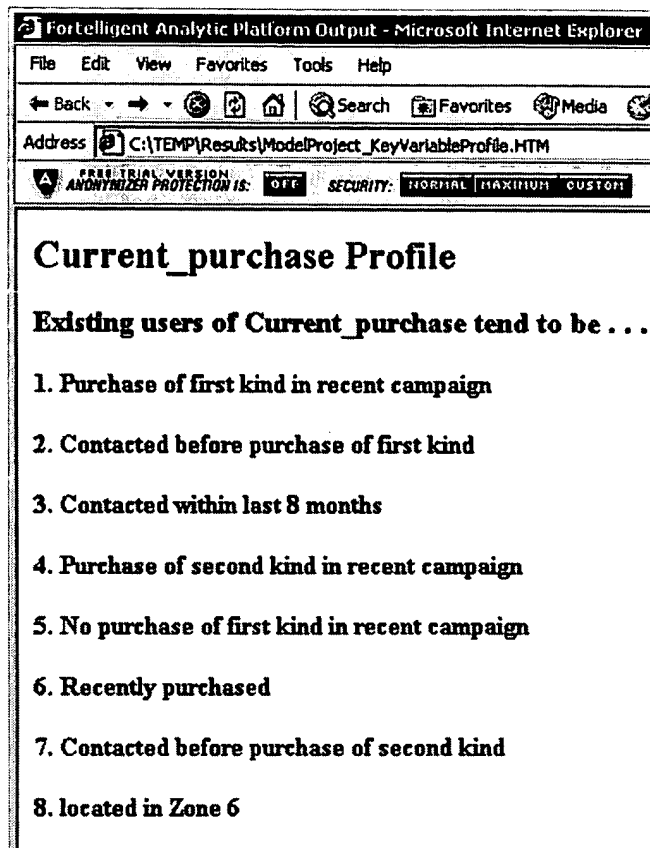 Fortelligent Analytic Platform Output - Microsoft Internet Explorer
File Edit View Favorites Tools Help
Back Search Favorites Media
Address C:\TEMP\Results\ModelProject_KeyVariableProfile.HTM
FREE TRIAL VERSION
ANONYMIZER PROTECTION IS: OFF SECURITY: NORMAL MAXIMUM CUSTOM
Current_purchase Profile
Existing users of Current_purchase tend to be . . .
1. Purchase of first kind in recent campaign
2. Contacted before purchase of first kind
3. Contacted within last 8 months
4. Purchase of second kind in recent campaign
5. No purchase of first kind in recent campaign
6. Recently purchased
7. Contacted before purchase of second kind
8. located in Zone 6